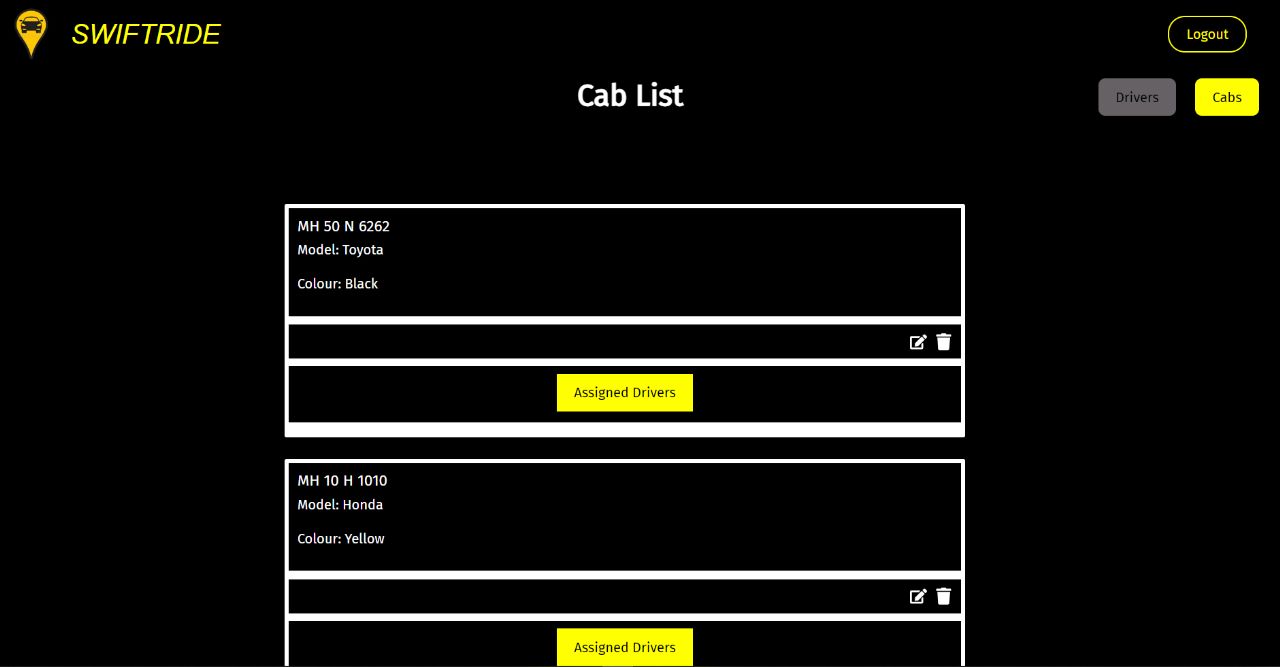 SWIFTRIDE
Logout
Cab List
Drivers
Cabs
MH 50 N 6262
Model: Toyota
Colour: Black
Assigned Drivers
MH 10 H 1010
Model: Honda
Colour: Yellow
Assigned Drivers